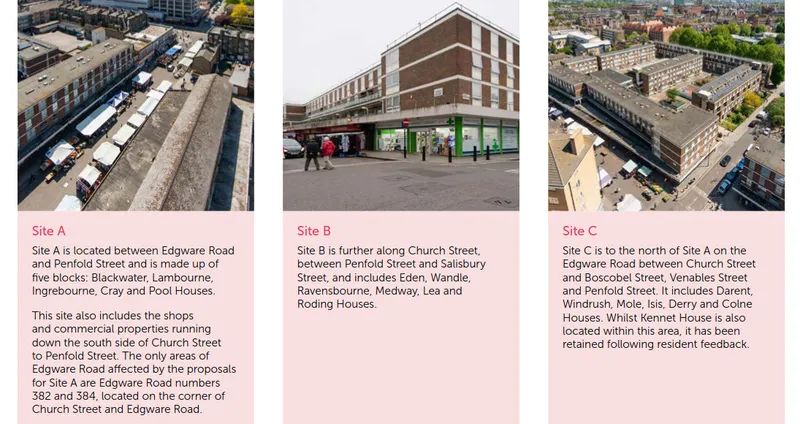 Site A
Site A is located between Edgware Road
and Penfold Street and is made up of
five blocks: Blackwater, Lambourne,
Ingrebourne, Cray and Pool Houses.
This site also includes the shops
and commercial properties running
down the south side of Church Street
to Penfold Street. The only areas of
Edgware Road affected by the proposals
for Site A are Edgware Road numbers
382 and 384, located on the corner of
Church Street and Edgware Road.
Site B
Site B is further along Church Street,
between Penfold Street and Salisbury
Street, and includes Eden, Wandle,
Ravensbourne, Medway, Lea and
Roding Houses.
Site C
Site C is to the north of Site A on the
Edgware Road between Church Street
and Boscobel Street, Venables Street
and Penfold Street. It includes Darent,
Windrush, Mole, Isis, Derry and Colne
Houses. Whilst Kennet House is also
located within this area, it has been
retained following resident feedback.